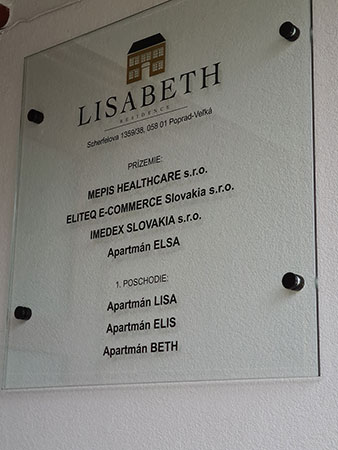 LISABETH
RESIDENCE
Scherfelova 1359/38, 058 01 Poprad-Veľká
PRÍZEMIE:
MEPIS HEALTHCARE s.r.o.
ELITEQ E-COMMERCE Slovakia s.r.o.
IMEDEX SLOVAKIA s.r.o.
Apartmán ELSA
1. POSCHODIE:
Apartmán LISA
Apartmán ELIS
Apartmán BETH